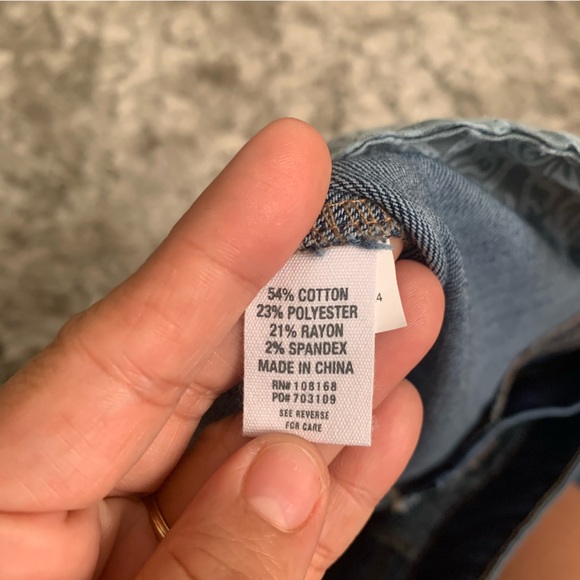 54% COTTON
23% POLYESTER
21% RAYON
2% SPANDEX
MADE IN CHINA
RN# 108168
PO# 703109
SEE REVERSE
FOR CARE
4